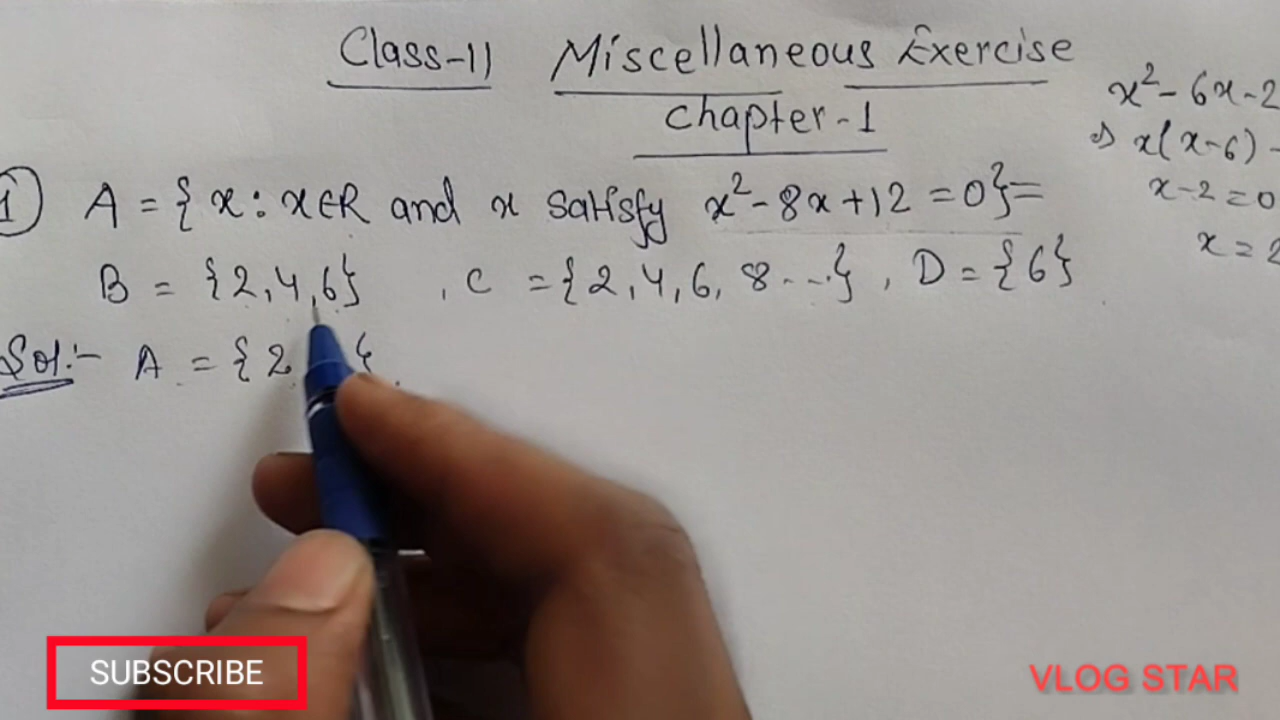 Class-11 Miscellaneous Exercise
Chapter-1
1 A = {x : x∈R and x satisfy x² - 8x + 12 = 0} =
B = {2, 4, 6} , C = {2, 4, 6, 8 ...} , D = {6}
Sol:- A = {2 }
x² - 6x - 2
x(x-6) -
x - 2 = 0
x = 2
SUBSCRIBE
VLOG STAR